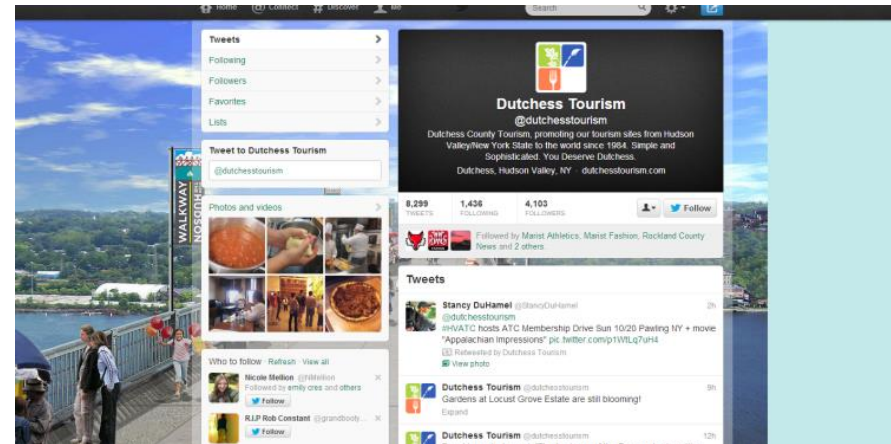 Home @ Connect # Discover Me
Search
Tweets
Following
Followers
Favorites
Lists
Tweet to Dutchess Tourism
@dutchesstourism
Photos and videos
Who to follow · Refresh · View all
Nicole Mellion @NMellion
Followed by emily crea and others
Follow
R.I.P Rob Constant @grandbooty...
Follow
WALKWAY
HUDSON
Dutchess Tourism
@dutchesstourism
Dutchess County Tourism, promoting our tourism sites from Hudson
Valley/New York State to the world since 1984. Simple and
Sophisticated. You Deserve Dutchess.
Dutchess, Hudson Valley, NY · dutchesstourism.com
8,299 1,436 4,103
TWEETS FOLLOWING FOLLOWERS
Follow
Followed by Marist Athletics, Marist Fashion, Rockland County
News and 2 others.
Tweets
Stancy DuHamel @StancyDuHamel 2h
@dutchesstourism
#HVATC hosts ATC Membership Drive Sun 10/20 Pawling NY + movie
"Appalachian Impressions" pic.twitter.com/p1WtLq7uH4
Retweeted by Dutchess Tourism
View photo
Dutchess Tourism @dutchesstourism 9h
Gardens at Locust Grove Estate are still blooming!
Expand
Dutchess Tourism @dutchesstourism 12h